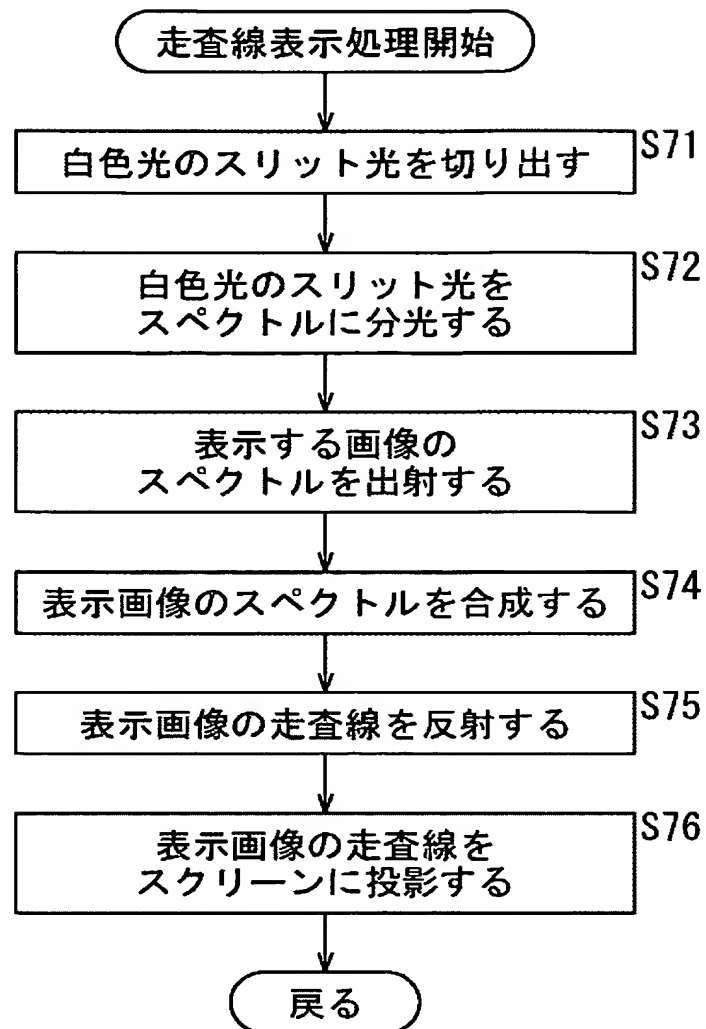 走査線表示処理開始
白色光のスリット光を切り出す
S71
白色光のスリット光を
スペクトルに分光する
S72
表示する画像の
スペクトルを出射する
S73
表示画像のスペクトルを合成する
S74
表示画像の走査線を反射する
S75
表示画像の走査線を
スクリーンに投影する
S76
戻る